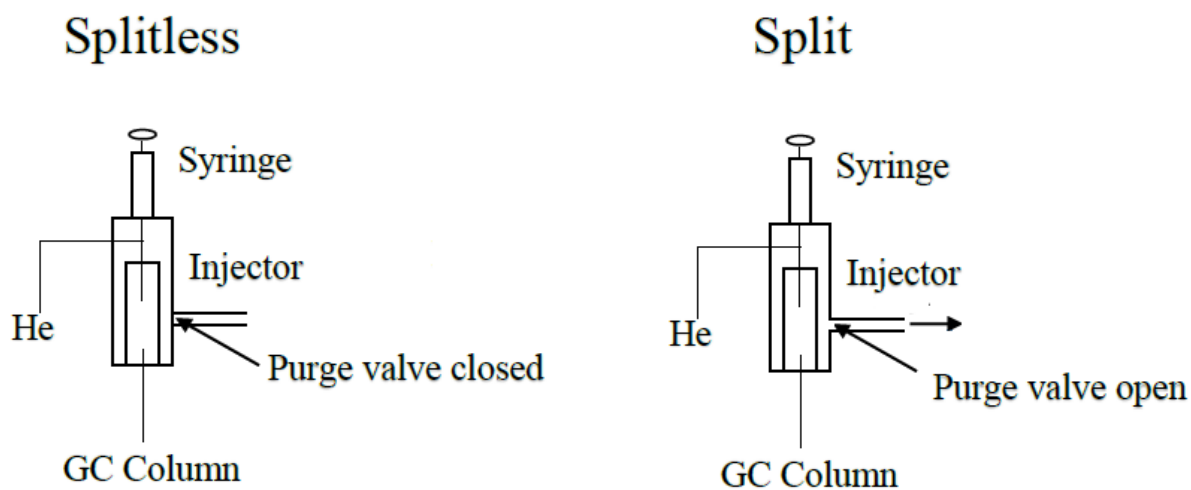 Splitless
Split
Syringe
Injector
He
Purge valve closed
GC Column
Syringe
Injector
He
Purge valve open
GC Column